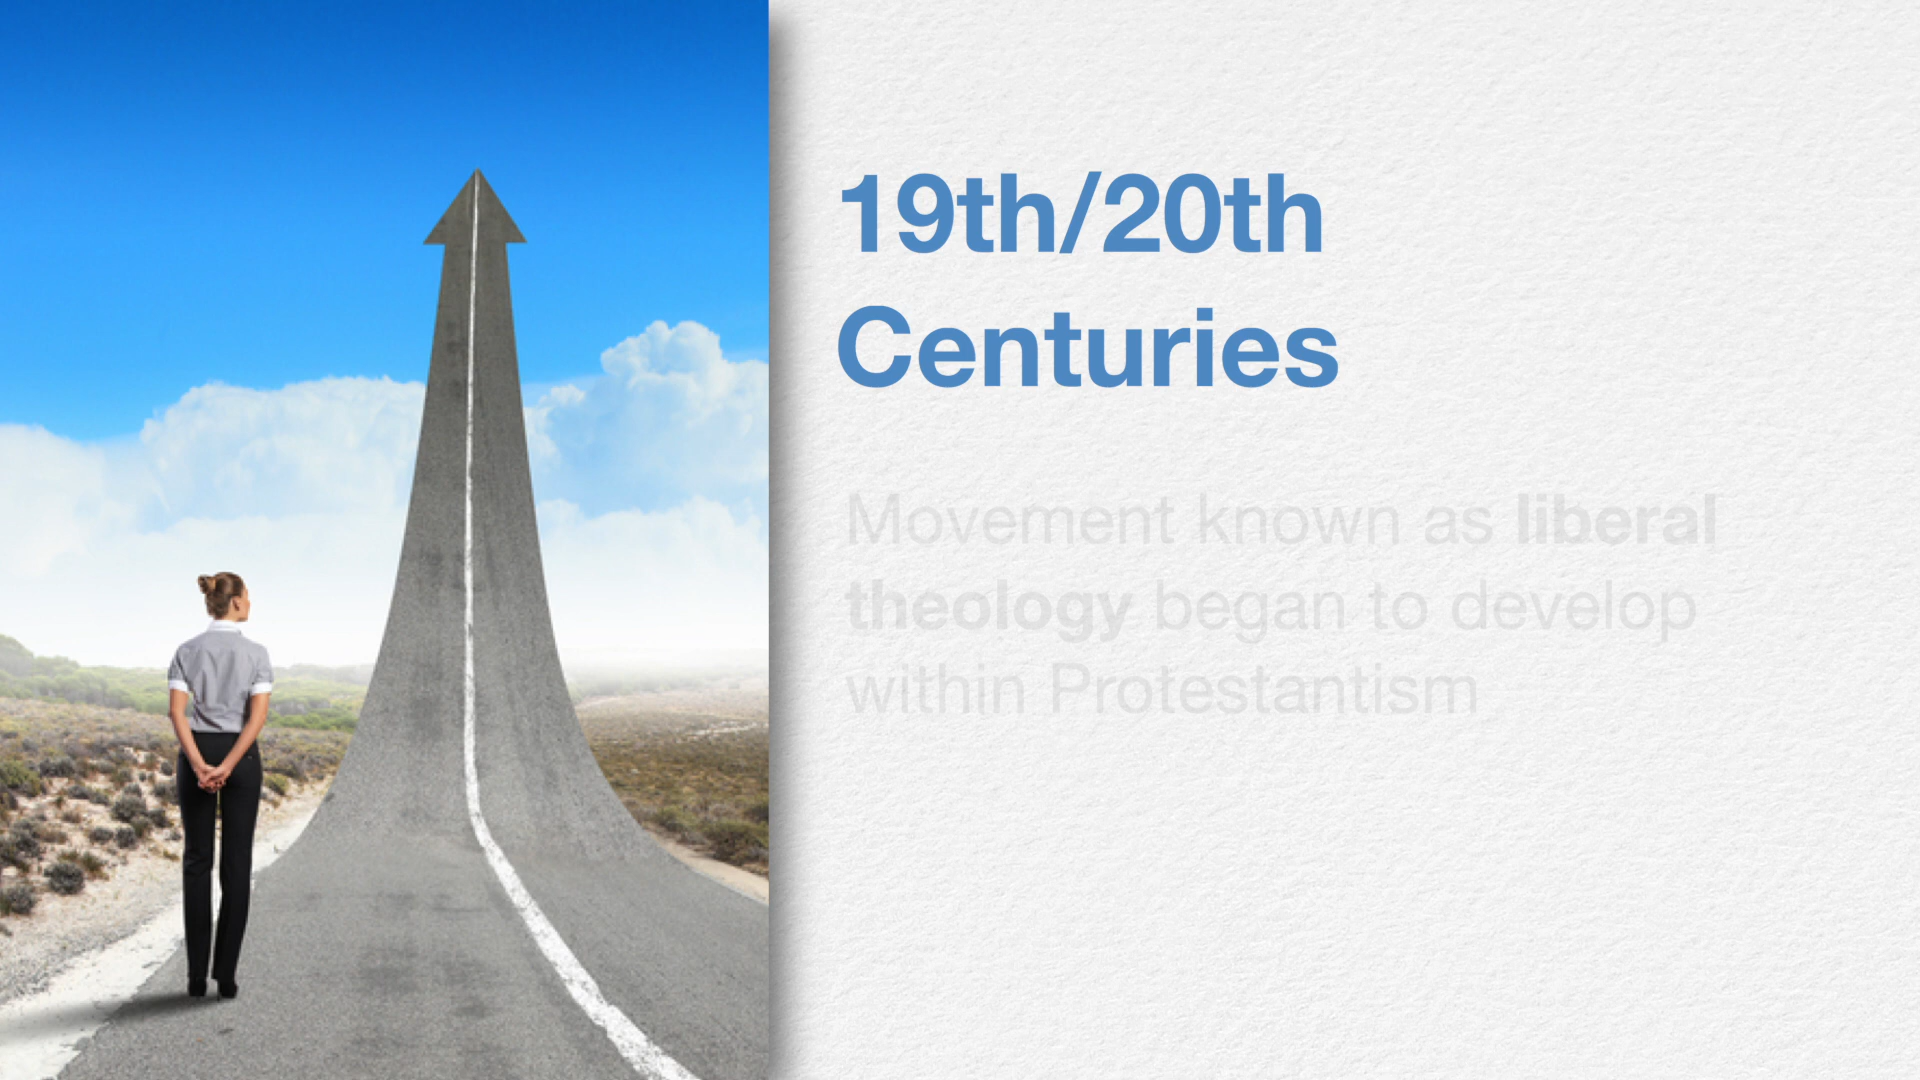 19th/20th
Centuries
Movement known as liberal
theology began to develop
within Protestantism